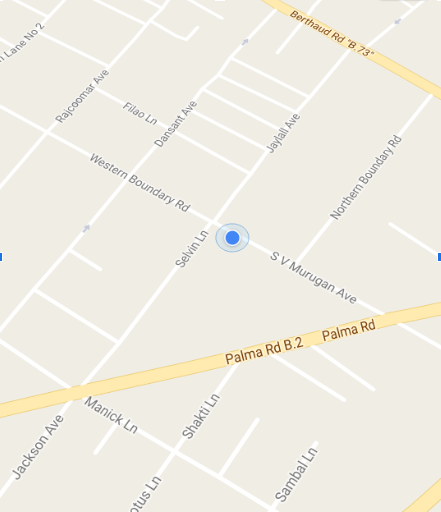 Berthaud Rd "B 73"
Lane No 2
Rajcoomar Ave
Filao Ln
Dansant Ave
Jaylall Ave
Northern Boundary Rd
Western Boundary Rd
Selvin Ln
S V Murugan Ave
Palma Rd
Palma Rd B.2
Manick Ln
Shakti Ln
Jackson Ave
Sambal Ln
otus Ln